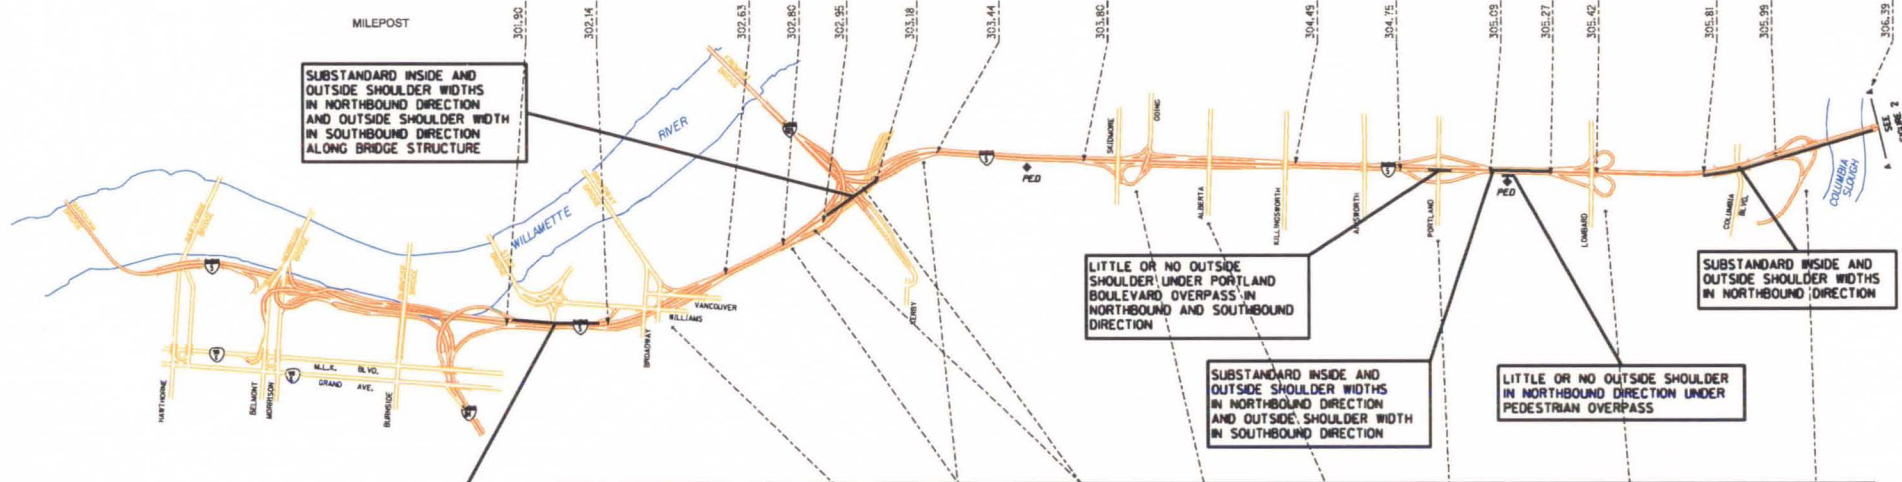 MILEPOST
301.90
302.14
302.63
302.80
302.95
303.18
303.44
303.80
304.49
304.75
305.09
305.27
305.42
305.81
305.99
306.39
SUBSTANDARD INSIDE AND
OUTSIDE SHOULDER WIDTHS
IN NORTHBOUND DIRECTION
AND OUTSIDE SHOULDER WIDTH
IN SOUTHBOUND DIRECTION
ALONG BRIDGE STRUCTURE
WILLAMETTE
RIVER
PED
SKIDMORE
GOING
ALBERTA
KILLINGSWORTH
AINSWORTH
PORTLAND
PED
LOMBARD
COLUMBIA
BLVD.
COLUMBIA
SLOUGH
SEE
FIGURE 2
LITTLE OR NO OUTSIDE
SHOULDER UNDER PORTLAND
BOULEVARD OVERPASS IN
NORTHBOUND AND SOUTHBOUND
DIRECTION
SUBSTANDARD INSIDE AND
OUTSIDE SHOULDER WIDTHS
IN NORTHBOUND DIRECTION
VANCOUVER
WILLIAMS
BROADWAY
KERBY
M.L.K. BLVD.
GRAND AVE.
HAWTHORNE
BELMONT
MORRISON
BURNSIDE
SUBSTANDARD INSIDE AND
OUTSIDE SHOULDER WIDTHS
IN NORTHBOUND DIRECTION
AND OUTSIDE SHOULDER WIDTH
IN SOUTHBOUND DIRECTION
LITTLE OR NO OUTSIDE SHOULDER
IN NORTHBOUND DIRECTION UNDER
PEDESTRIAN OVERPASS